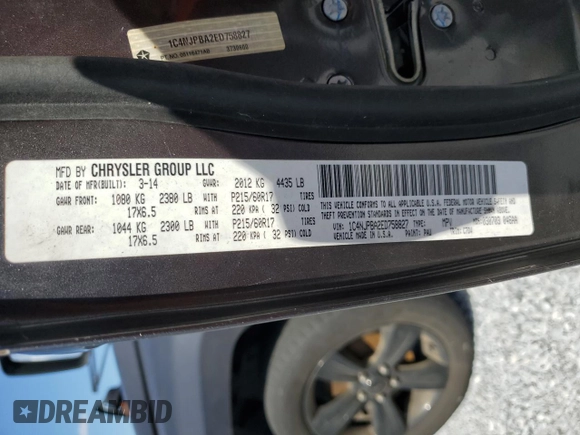 1C4NJPBA2ED758827
MFD BY CHRYSLER GROUP LLC
DATE OF MFR(BUILT): 3-14 GVWR: 2012 KG 4435 LB
GAWR FRONT: 1080 KG 2380 LB WITH P215/60R17 TIRES
17X6.5 RIMS AT 220 KPA ( 32 PSI) COLD
GAWR REAR: 1044 KG 2300 LB WITH P215/60R17 TIRES
17X6.5 RIMS AT 220 KPA ( 32 PSI) COLD
THIS VEHICLE CONFORMS TO ALL APPLICABLE U.S.A. FEDERAL MOTOR VEHICLE SAFETY AND
THEFT PREVENTION STANDARDS IN EFFECT ON THE DATE OF MANUFACTURE SHOWN ABOVE.
VIN: 1C4NJPBA2ED758827 TYPE: MPV
VEHICLE MADE IN U.S.A. PAINT: PAU
DREAMBID